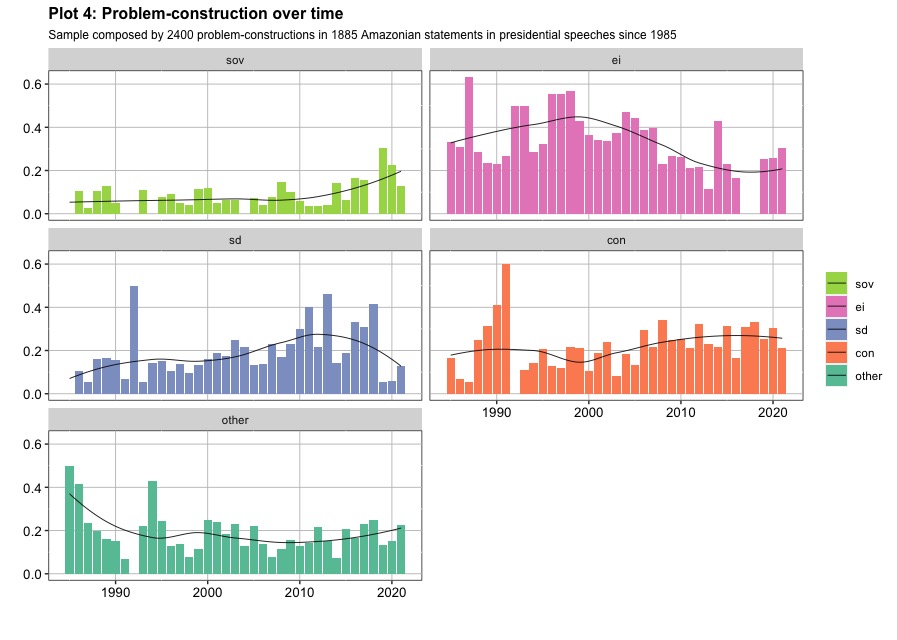 Plot 4: Problem-construction over time
Sample composed by 2400 problem-constructions in 1885 Amazonian statements in presidential speeches since 1985
sov
ei
0.6
0.4
0.2
0.0
sd
con
0.6
0.4
0.2
0.0
1990
2000
2010
2020
other
0.6
0.4
0.2
0.0
1990
2000
2010
2020
sov
ei
sd
con
other